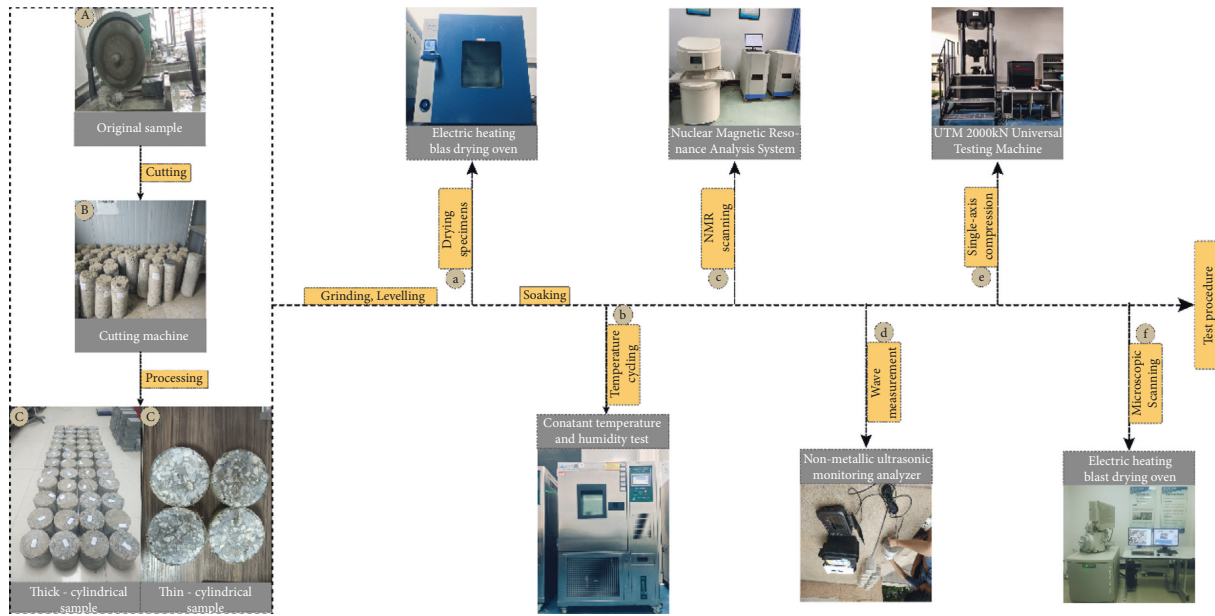 A
Original sample
Cutting
B
Cutting machine
Processing
C
C
Thick - cylindrical
sample
Thin - cylindrical
sample
Grinding, Levelling
Electric heating
blas drying oven
Drying
specimens
a
Soaking
b
Temperature
cycling
Conatant temperature
and humidity test
Nuclear Magnetic Reso-
nance Analysis System
NMR
scanning
c
d
Wave
measurement
Non-metallic ultrasonic
monitoring analyzer
UTM 2000kN Universal
Testing Machine
Single-axis
compression
e
f
Microscopic
Scanning
Electric heating
blast drying oven
Test procedure